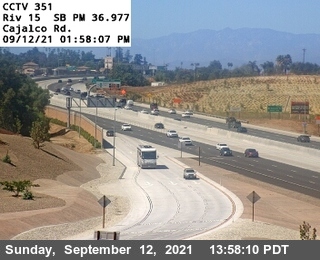 CCTV 351
Riv 15 SB PM 36.977
Cajalco Rd.
09/12/21 01:58:07 PM
Sunday, September 12, 2021 13:58:10 PDT